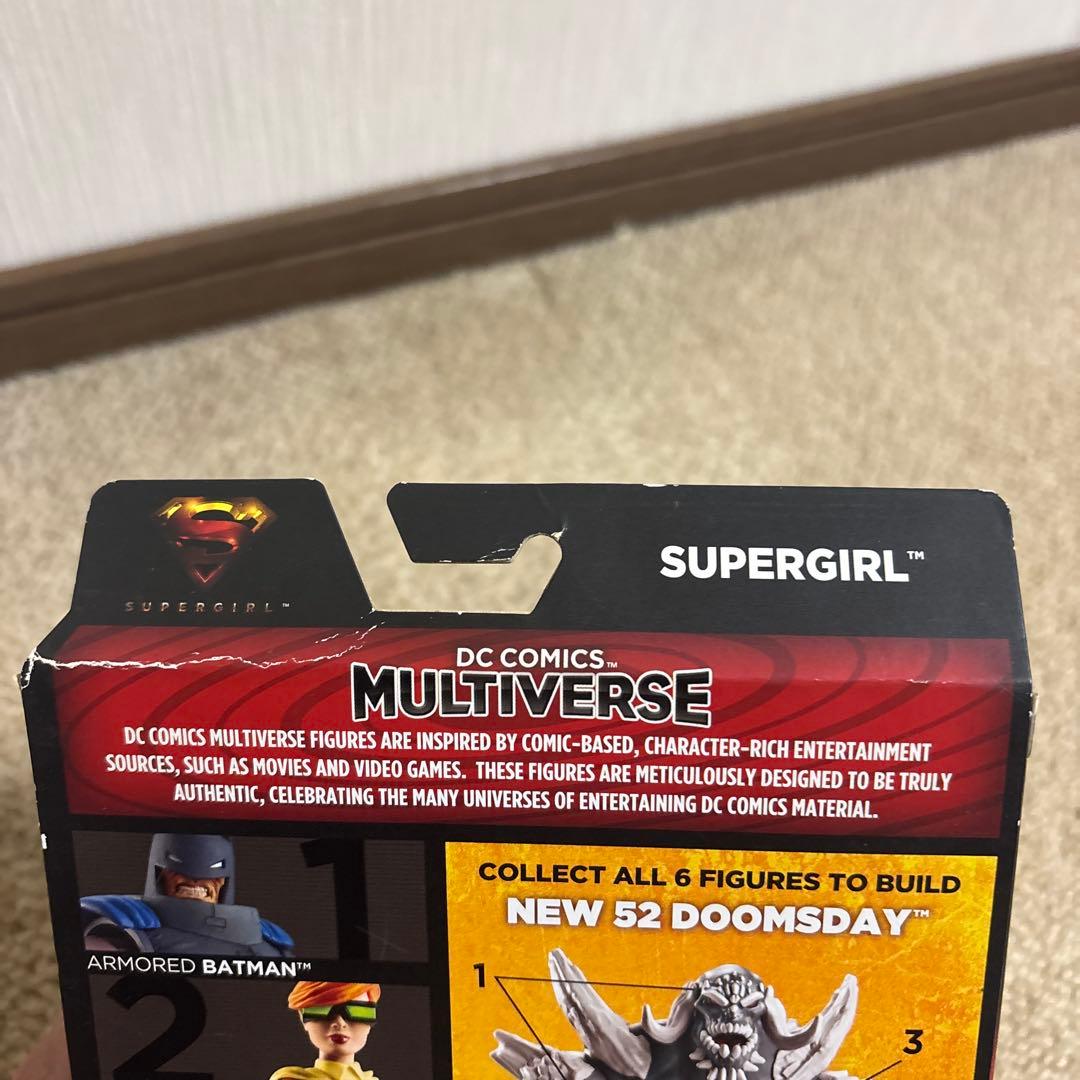 SUPERGIRL™
SUPERGIRL™
DC COMICS™
MULTIVERSE
DC COMICS MULTIVERSE FIGURES ARE INSPIRED BY COMIC-BASED, CHARACTER-RICH ENTERTAINMENT
SOURCES, SUCH AS MOVIES AND VIDEO GAMES. THESE FIGURES ARE METICULOUSLY DESIGNED TO BE TRULY
AUTHENTIC, CELEBRATING THE MANY UNIVERSES OF ENTERTAINING DC COMICS MATERIAL.
1
ARMORED BATMAN™
2
COLLECT ALL 6 FIGURES TO BUILD
NEW 52 DOOMSDAY™
1
3